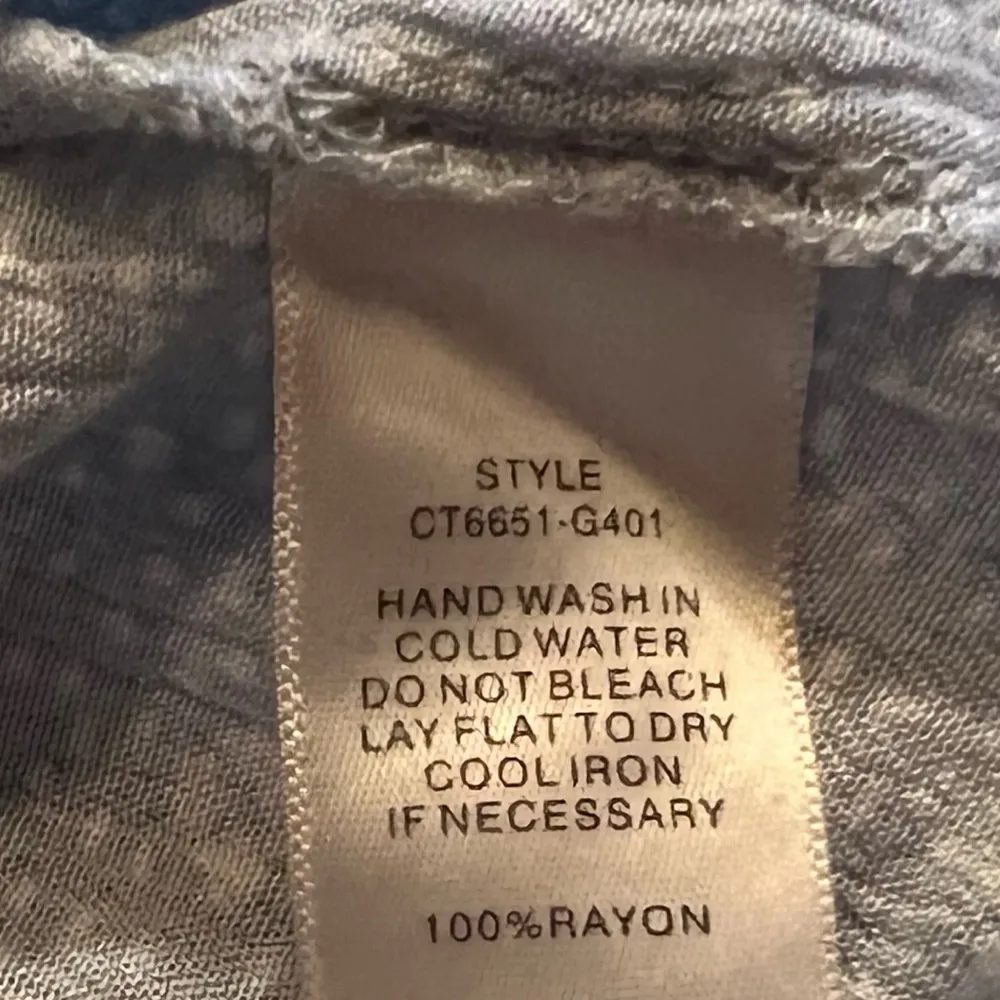 STYLE
CT6651-G401
HAND WASH IN
COLD WATER
DO NOT BLEACH
LAY FLAT TO DRY
COOL IRON
IF NECESSARY
100% RAYON